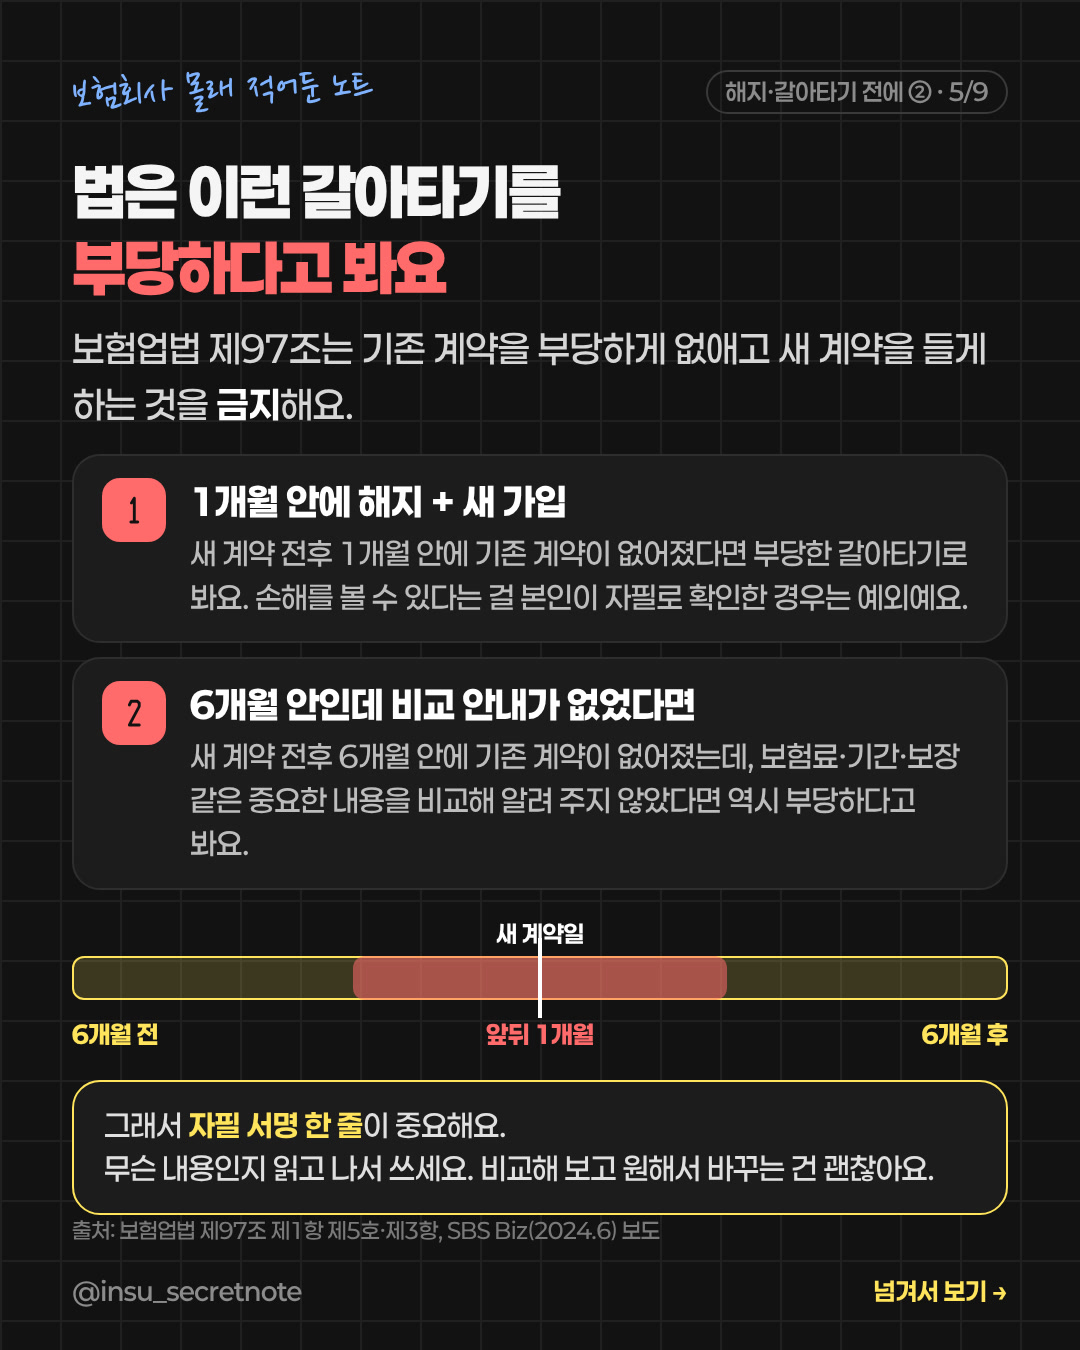 보험회사 몰래 적어둔 노트
해지·갈아타기 전에 ② · 5/9
법은 이런 갈아타기를
부당하다고 봐요
보험업법 제97조는 기존 계약을 부당하게 없애고 새 계약을 들게
하는 것을 금지해요.
1
1개월 안에 해지 + 새 가입
새 계약 전후 1개월 안에 기존 계약이 없어졌다면 부당한 갈아타기로
봐요. 손해를 볼 수 있다는 걸 본인이 자필로 확인한 경우는 예외예요.
2
6개월 안인데 비교 안내가 없었다면
새 계약 전후 6개월 안에 기존 계약이 없어졌는데, 보험료·기간·보장
같은 중요한 내용을 비교해 알려 주지 않았다면 역시 부당하다고
봐요.
새 계약일
6개월 전
앞뒤 1개월
6개월 후
그래서 자필 서명 한 줄이 중요해요.
무슨 내용인지 읽고 나서 쓰세요. 비교해 보고 원해서 바꾸는 건 괜찮아요.
출처: 보험업법 제97조 제1항 제5호·제3항, SBS Biz(2024.6) 보도
@insu_secretnote
넘겨서 보기 →